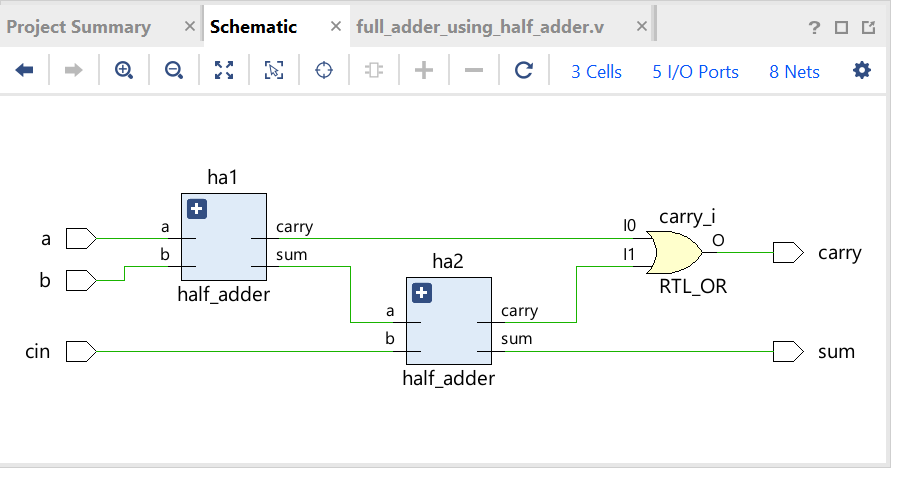 Project Summary × Schematic × full_adder_using_half_adder.v × ?
3 Cells 5 I/O Ports 8 Nets
ha1
carry_i
a a carry I0 O
b b sum I1 carry
half_adder ha2 RTL_OR
a carry
cin b sum sum
half_adder